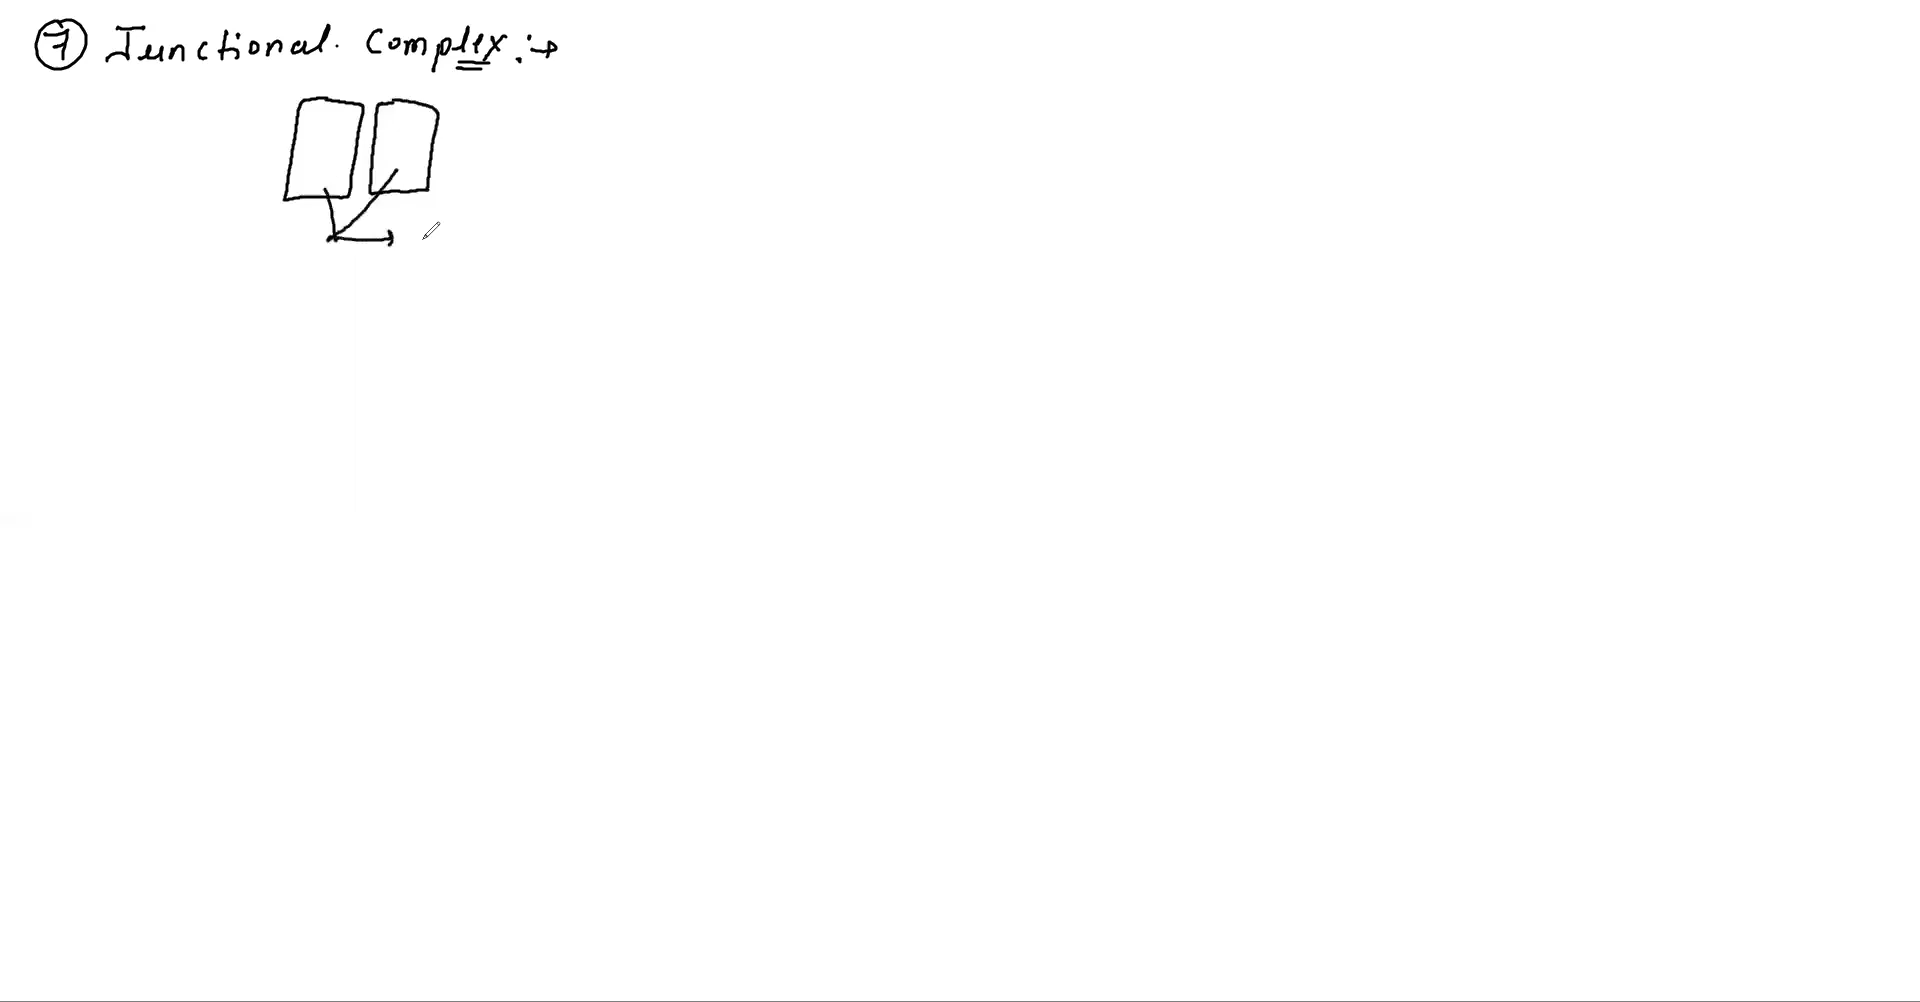 ⑦ Junctional. Complex :→